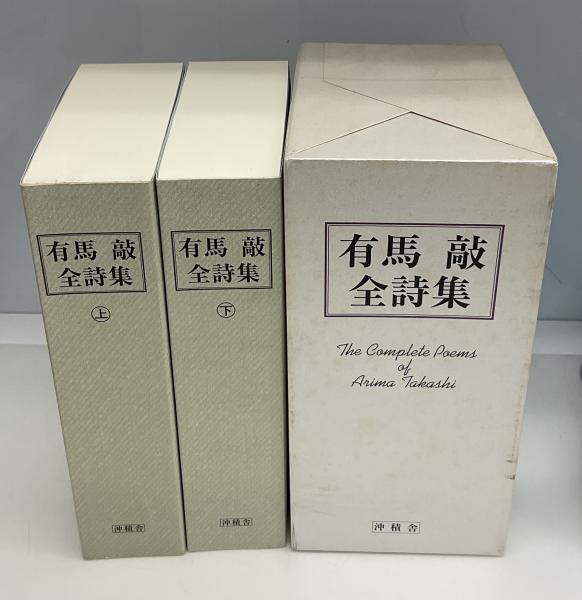 有馬 敲
全詩集
上
沖積舎
有馬 敲
全詩集
下
沖積舎
有馬 敲
全詩集
The Complete Poems
of
Arima Takashi
沖積舎